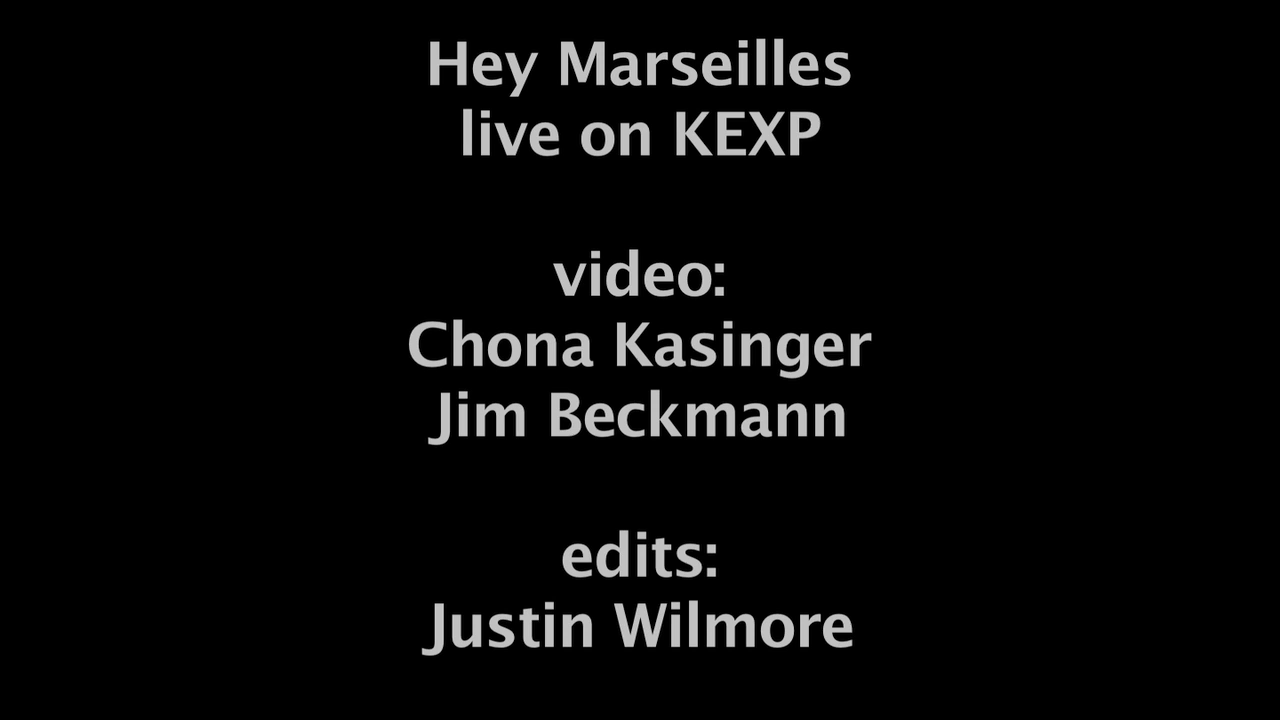 Hey Marseilles
live on KEXP
video:
Chona Kasinger
Jim Beckmann
edits:
Justin Wilmore